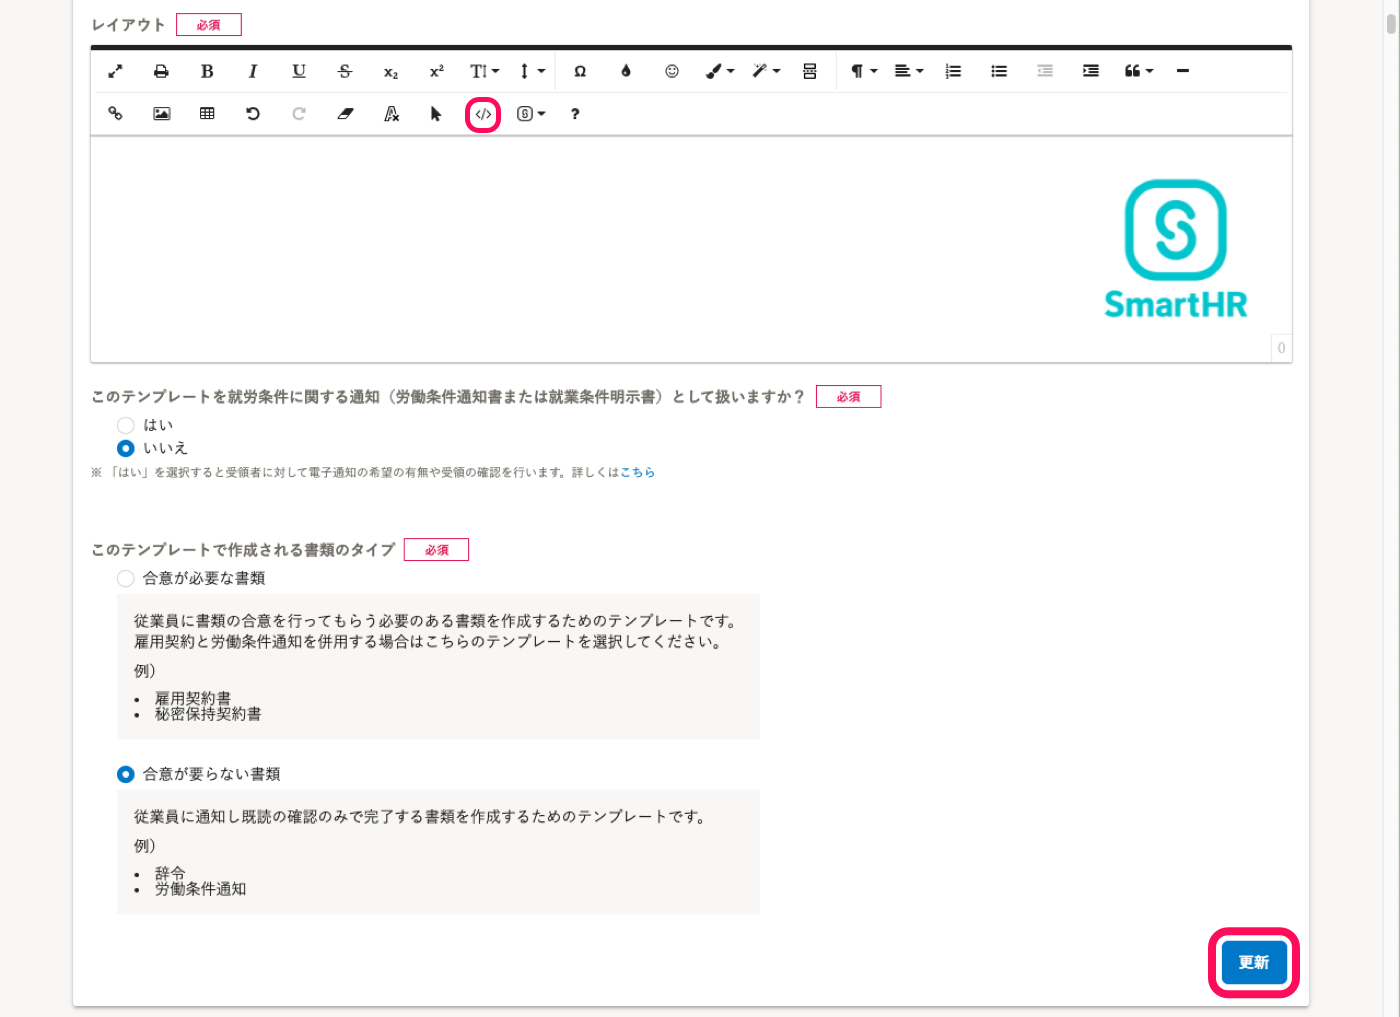 レイアウト 必須
B I U S x₂ x² T Ω ¶
</> S ?
SmartHR
0
このテンプレートを就労条件に関する通知（労働条件通知書または就業条件明示書）として扱いますか？ 必須
はい
いいえ
※ 「はい」を選択すると受領者に対して電子通知の希望の有無や受領の確認を行います。詳しくはこちら
このテンプレートで作成される書類のタイプ 必須
合意が必要な書類
従業員に書類の合意を行ってもらう必要のある書類を作成するためのテンプレートです。
雇用契約と労働条件通知を併用する場合はこちらのテンプレートを選択してください。
例）
• 雇用契約書
• 秘密保持契約書
合意が要らない書類
従業員に通知し既読の確認のみで完了する書類を作成するためのテンプレートです。
例）
• 辞令
• 労働条件通知
更新